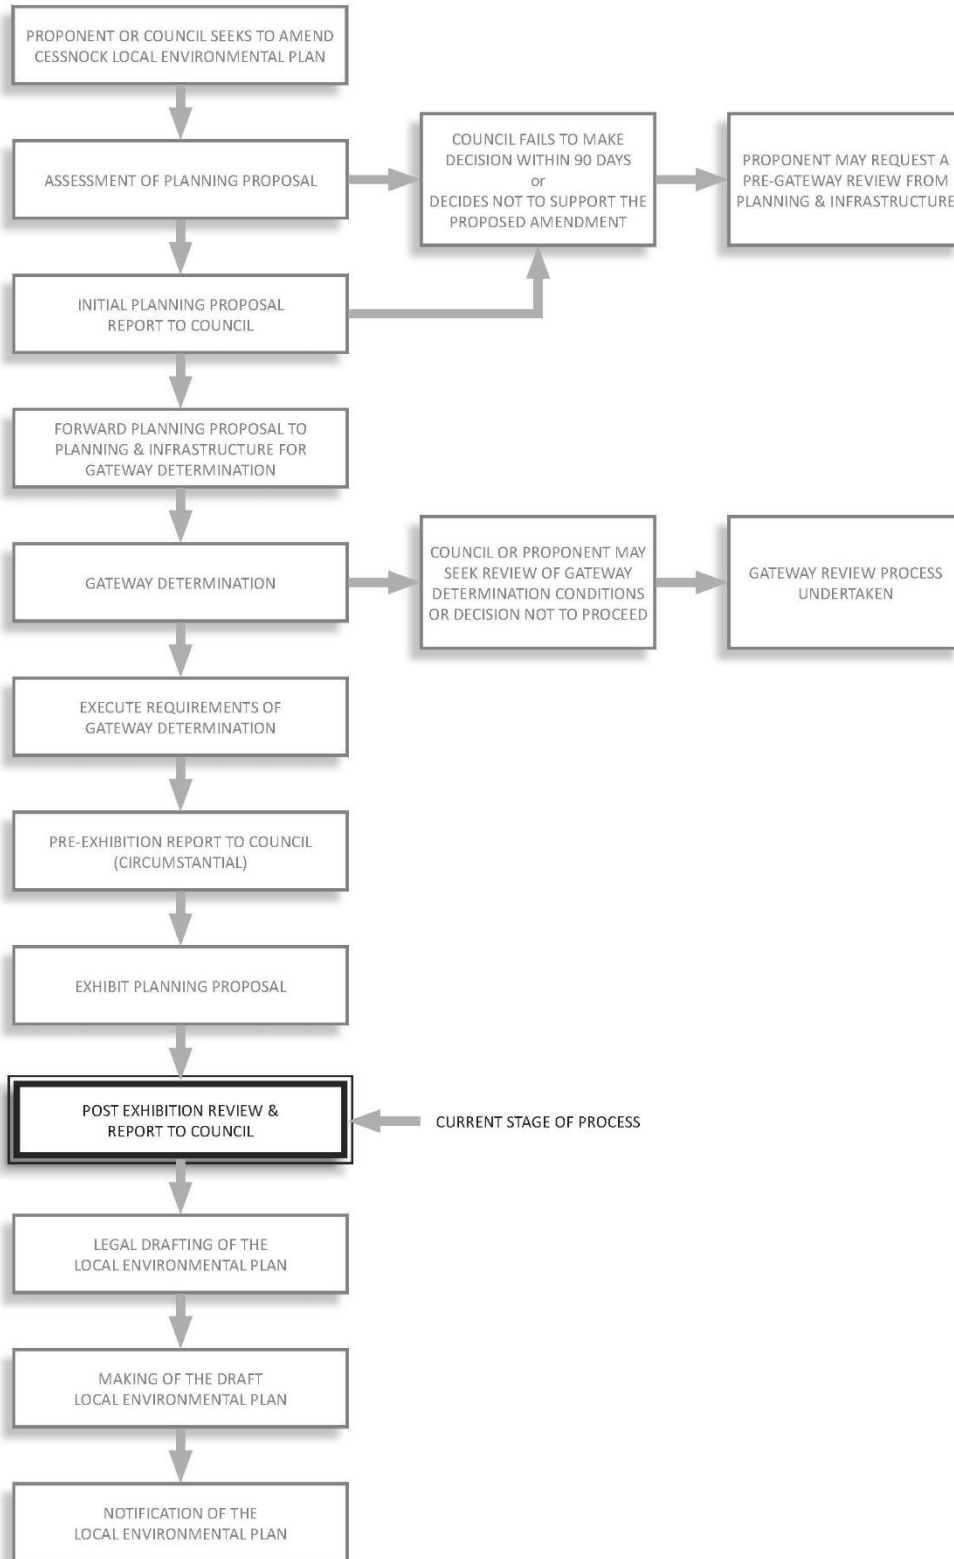 PROPONENT OR COUNCIL SEEKS TO AMEND
CESSNOCK LOCAL ENVIRONMENTAL PLAN
ASSESSMENT OF PLANNING PROPOSAL
COUNCIL FAILS TO MAKE
DECISION WITHIN 90 DAYS
or
DECIDES NOT TO SUPPORT THE
PROPOSED AMENDMENT
PROPONENT MAY REQUEST A
PRE-GATEWAY REVIEW FROM
PLANNING & INFRASTRUCTURE
INITIAL PLANNING PROPOSAL
REPORT TO COUNCIL
FORWARD PLANNING PROPOSAL TO
PLANNING & INFRASTRUCTURE FOR
GATEWAY DETERMINATION
GATEWAY DETERMINATION
COUNCIL OR PROPONENT MAY
SEEK REVIEW OF GATEWAY
DETERMINATION CONDITIONS
OR DECISION NOT TO PROCEED
GATEWAY REVIEW PROCESS
UNDERTAKEN
EXECUTE REQUIREMENTS OF
GATEWAY DETERMINATION
PRE-EXHIBITION REPORT TO COUNCIL
(CIRCUMSTANTIAL)
EXHIBIT PLANNING PROPOSAL
POST EXHIBITION REVIEW &
REPORT TO COUNCIL
CURRENT STAGE OF PROCESS
LEGAL DRAFTING OF THE
LOCAL ENVIRONMENTAL PLAN
MAKING OF THE DRAFT
LOCAL ENVIRONMENTAL PLAN
NOTIFICATION OF THE
LOCAL ENVIRONMENTAL PLAN